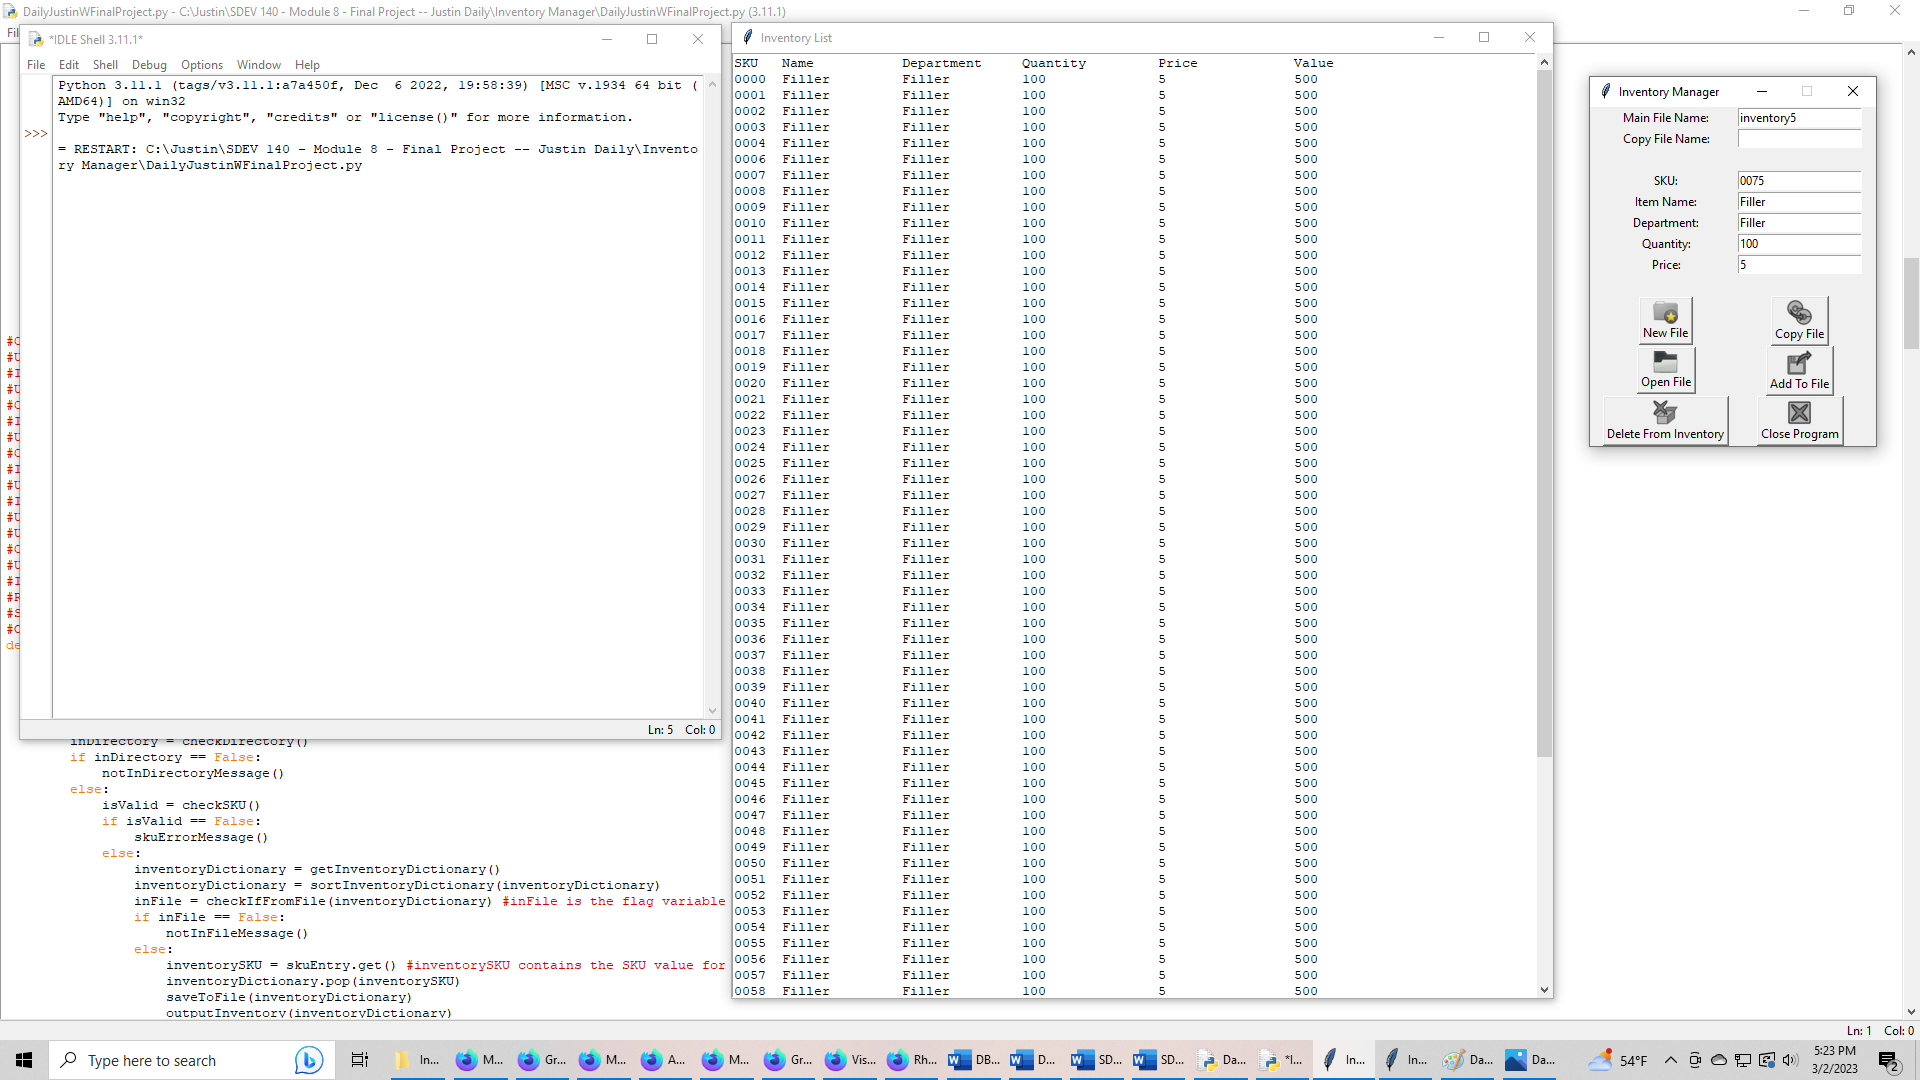 DailyJustinWFinalProject.py - C:\Justin\SDEV 140 - Module 8 - Final Project -- Justin Daily\Inventory Manager\DailyJustinWFinalProject.py (3.11.1)
*IDLE Shell 3.11.1*
File Edit Shell Debug Options Window Help
Python 3.11.1 (tags/v3.11.1:a7a450f, Dec  6 2022, 19:58:39) [MSC v.1934 64 bit (
AMD64)] on win32
Type "help", "copyright", "credits" or "license()" for more information.
>>>
= RESTART: C:\Justin\SDEV 140 - Module 8 - Final Project -- Justin Daily\Invento
ry Manager\DailyJustinWFinalProject.py
Ln: 5 Col: 0
inDirectory = checkDirectory()
if inDirectory == False:
notInDirectoryMessage()
else:
isValid = checkSKU()
if isValid == False:
skuErrorMessage()
else:
inventoryDictionary = getInventoryDictionary()
inventoryDictionary = sortInventoryDictionary(inventoryDictionary)
inFile = checkIfFromFile(inventoryDictionary) #inFile is the flag variable
if inFile == False:
notInFileMessage()
else:
inventorySKU = skuEntry.get() #inventorySKU contains the SKU value for
inventoryDictionary.pop(inventorySKU)
saveToFile(inventoryDictionary)
outputInventory(inventoryDictionary)
Inventory List
SKU Name Department Quantity Price Value
0000 Filler Filler 100 5 500
0001 Filler Filler 100 5 500
0002 Filler Filler 100 5 500
0003 Filler Filler 100 5 500
0004 Filler Filler 100 5 500
0006 Filler Filler 100 5 500
0007 Filler Filler 100 5 500
0008 Filler Filler 100 5 500
0009 Filler Filler 100 5 500
0010 Filler Filler 100 5 500
0011 Filler Filler 100 5 500
0012 Filler Filler 100 5 500
0013 Filler Filler 100 5 500
0014 Filler Filler 100 5 500
0015 Filler Filler 100 5 500
0016 Filler Filler 100 5 500
0017 Filler Filler 100 5 500
0018 Filler Filler 100 5 500
0019 Filler Filler 100 5 500
0020 Filler Filler 100 5 500
0021 Filler Filler 100 5 500
0022 Filler Filler 100 5 500
0023 Filler Filler 100 5 500
0024 Filler Filler 100 5 500
0025 Filler Filler 100 5 500
0026 Filler Filler 100 5 500
0027 Filler Filler 100 5 500
0028 Filler Filler 100 5 500
0029 Filler Filler 100 5 500
0030 Filler Filler 100 5 500
0031 Filler Filler 100 5 500
0032 Filler Filler 100 5 500
0033 Filler Filler 100 5 500
0034 Filler Filler 100 5 500
0035 Filler Filler 100 5 500
0036 Filler Filler 100 5 500
0037 Filler Filler 100 5 500
0038 Filler Filler 100 5 500
0039 Filler Filler 100 5 500
0040 Filler Filler 100 5 500
0041 Filler Filler 100 5 500
0042 Filler Filler 100 5 500
0043 Filler Filler 100 5 500
0044 Filler Filler 100 5 500
0045 Filler Filler 100 5 500
0046 Filler Filler 100 5 500
0047 Filler Filler 100 5 500
0048 Filler Filler 100 5 500
0049 Filler Filler 100 5 500
0050 Filler Filler 100 5 500
0051 Filler Filler 100 5 500
0052 Filler Filler 100 5 500
0053 Filler Filler 100 5 500
0054 Filler Filler 100 5 500
0055 Filler Filler 100 5 500
0056 Filler Filler 100 5 500
0057 Filler Filler 100 5 500
0058 Filler Filler 100 5 500
Inventory Manager
Main File Name: inventory5
Copy File Name:
SKU: 0075
Item Name: Filler
Department: Filler
Quantity: 100
Price: 5
New File Copy File
Open File Add To File
Delete From Inventory Close Program
Ln: 1 Col: 0
Type here to search
In... M... Gr... M... A... M... Gr... Vis... Rh... DB... D... SD... SD... Da... *I... In... In... Da... Da...
54°F
5:23 PM
3/2/2023
2